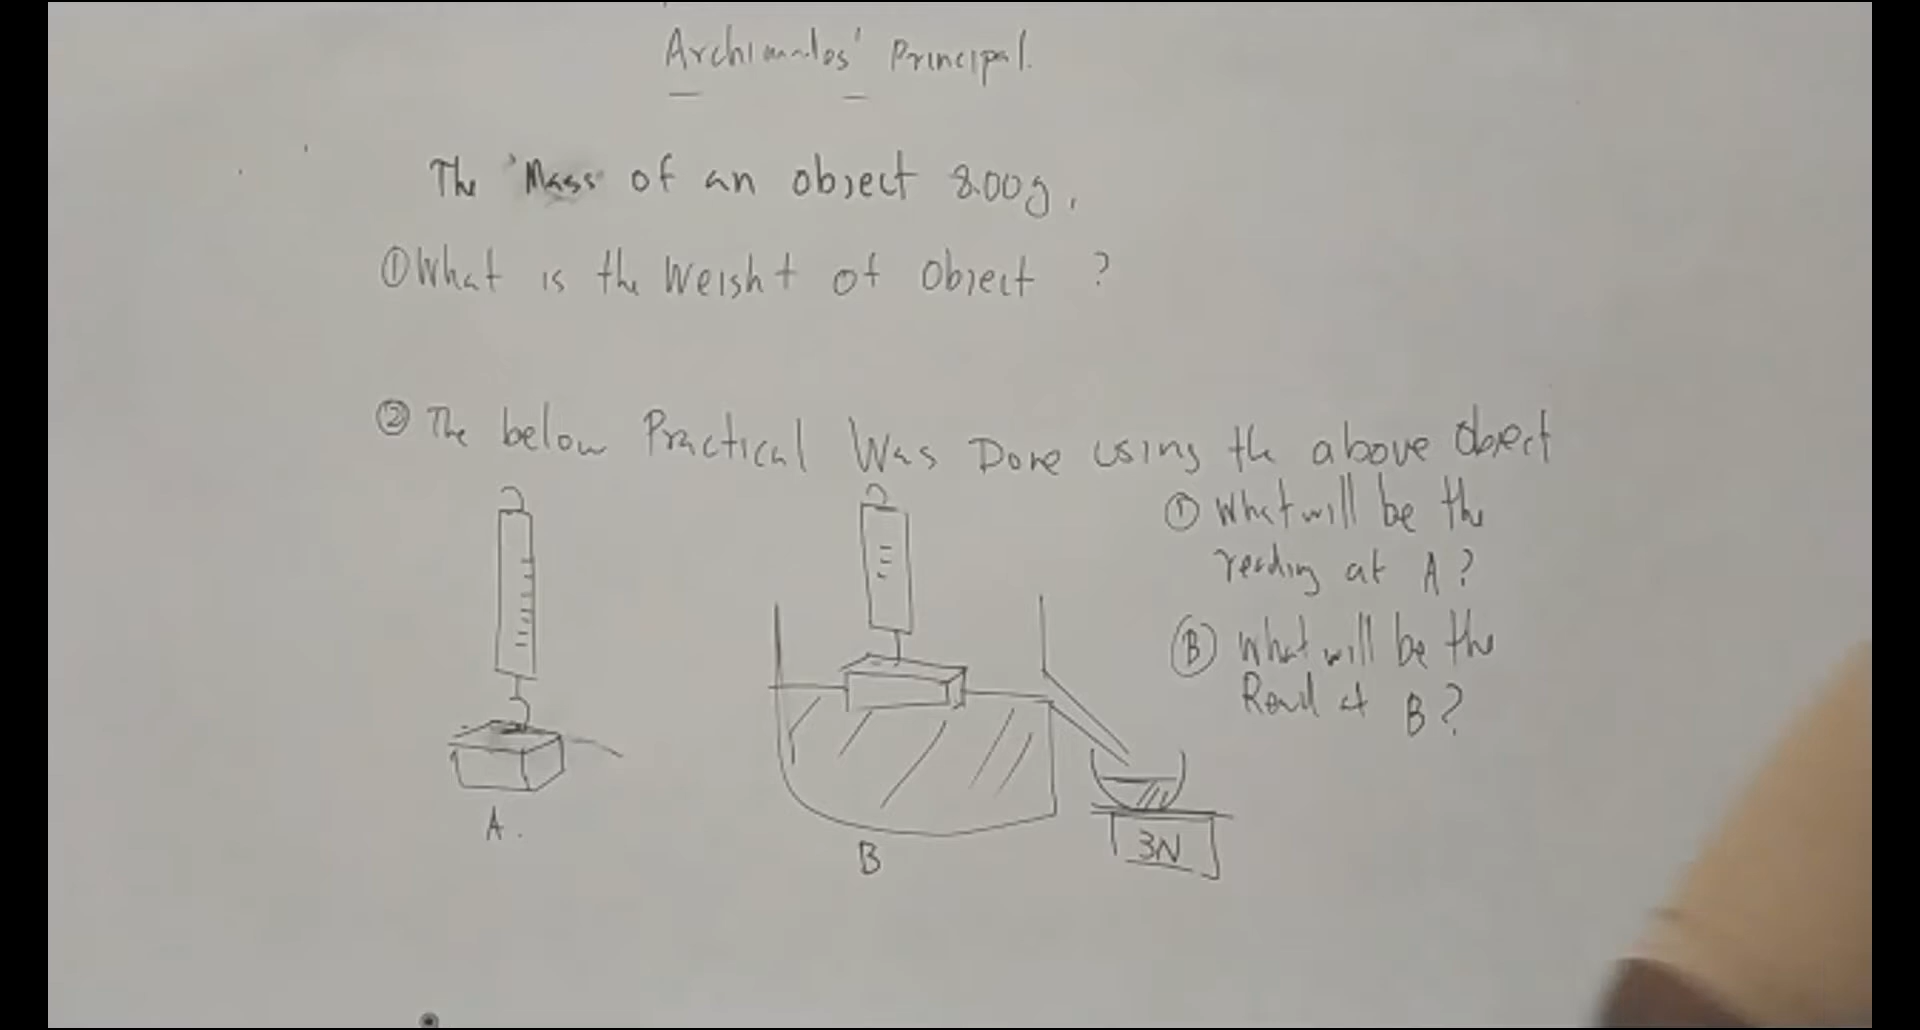 Archimedes' Principal.
The Mass of an object 800g.
① What is the Weight of Object ?
② The below Practical Was Done using the above Object
① What will be the
reading at A?
Ⓑ What will be the
Read at B?
A.
B
3N